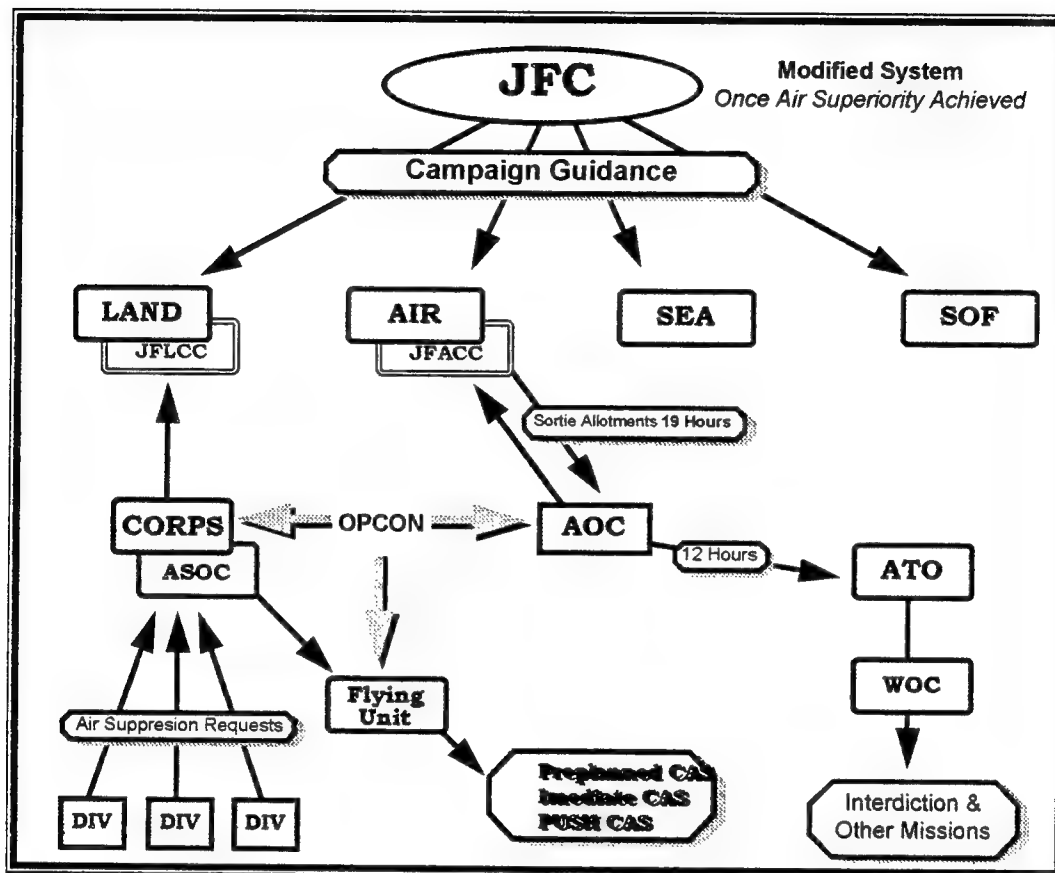 JFC
Modified System
Once Air Superiority Achieved
Campaign Guidance
LAND
JFLCC
AIR
JFACC
SEA
SOF
Sortie Allotments 19 Hours
CORPS
ASOC
OPCON
AOC
12 Hours
ATO
WOC
Flying
Unit
Air Suppresion Requests
DIV
DIV
DIV
Preplanned CAS
Imediate CAS
PUSH CAS
Interdiction &
Other Missions